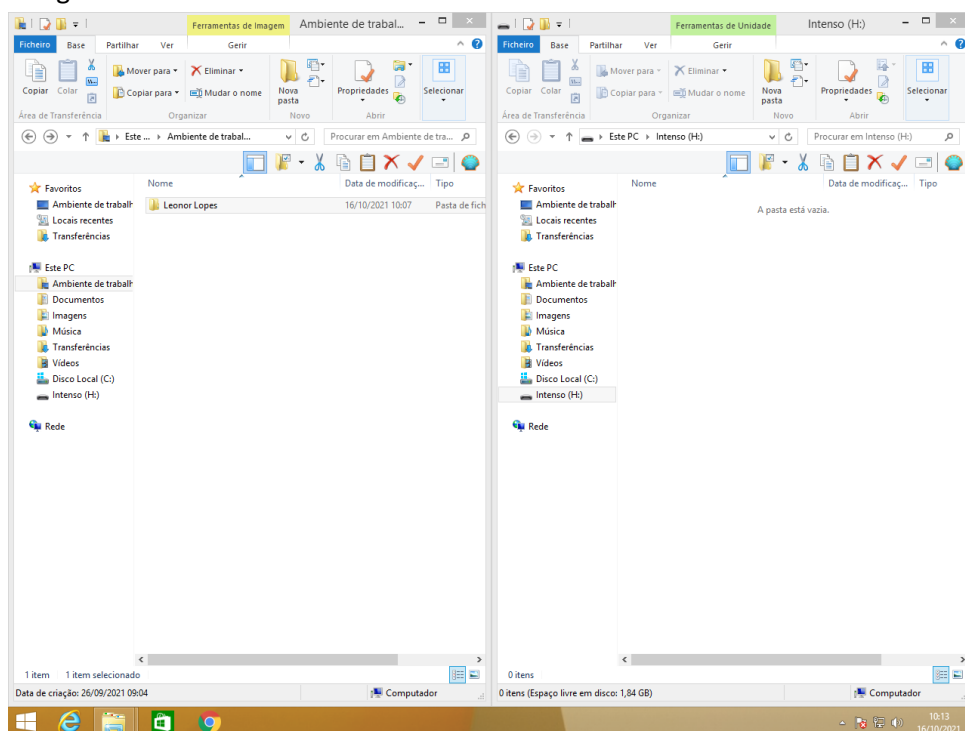 Ferramentas de Imagem Ambiente de trabal...
Ficheiro Base Partilhar Ver Gerir
Copiar Colar
Mover para
Copiar para
Eliminar
Mudar o nome
Nova pasta
Propriedades
Selecionar
Área de Transferência Organizar Novo Abrir
Este ... Ambiente de trabal...
Procurar em Ambiente de tra...
Nome Data de modificaç... Tipo
Leonor Lopes 16/10/2021 10:07 Pasta de fich
Favoritos
Ambiente de trabalh
Locais recentes
Transferências
Este PC
Ambiente de trabalh
Documentos
Imagens
Música
Transferências
Vídeos
Disco Local (C:)
Intenso (H:)
Rede
1 item 1 item selecionado
Data de criação: 26/09/2021 09:04 Computador
Ferramentas de Unidade Intenso (H:)
Ficheiro Base Partilhar Ver Gerir
Copiar Colar
Mover para
Copiar para
Eliminar
Mudar o nome
Nova pasta
Propriedades
Selecionar
Área de Transferência Organizar Novo Abrir
Este PC Intenso (H:)
Procurar em Intenso (H:)
Nome Data de modificaç... Tipo
A pasta está vazia.
Favoritos
Ambiente de trabalh
Locais recentes
Transferências
Este PC
Ambiente de trabalh
Documentos
Imagens
Música
Transferências
Vídeos
Disco Local (C:)
Intenso (H:)
Rede
0 itens
0 itens (Espaço livre em disco: 1,84 GB) Computador
10:13
16/10/2021